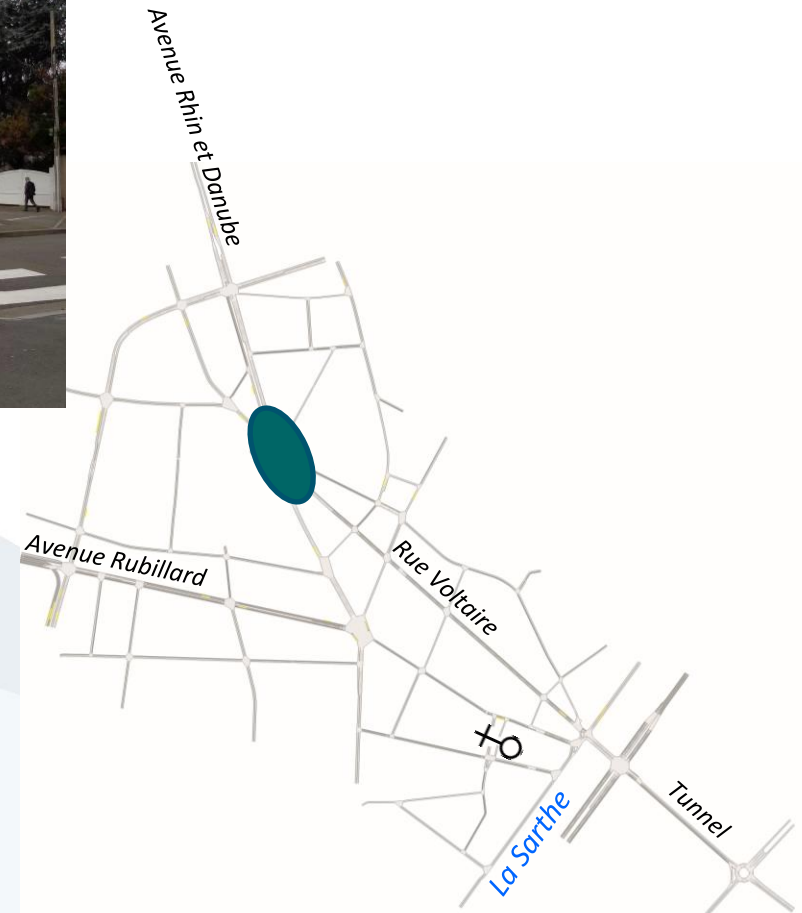 Avenue Rhin et Danube
Avenue Rubillard
Rue Voltaire
Tunnel
La Sarthe